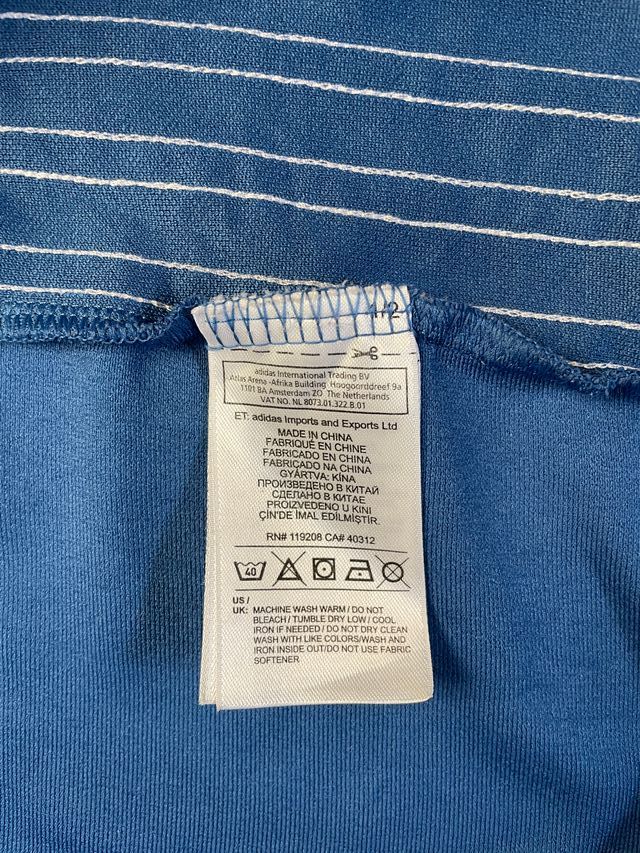 adidas International Trading BV
Atlas Arena -Afrika Building Hoogoorddreef 9a
1101 BA Amsterdam ZO The Netherlands
VAT NO. NL 8073.01.322.B.01
ET: adidas Imports and Exports Ltd
MADE IN CHINA
FABRIQUÉ EN CHINE
FABRICADO EN CHINA
FABRICADO NA CHINA
GYÁRTVA: KÍNA
ПРОИЗВЕДЕНО В КИТАЙ
СДЕЛАНО В КИТАЕ
PROIZVEDENO U KINI
ÇİN'DE İMAL EDİLMİŞTİR.
RN# 119208 CA# 40312
40
US /
UK: MACHINE WASH WARM / DO NOT
BLEACH / TUMBLE DRY LOW / COOL
IRON IF NEEDED / DO NOT DRY CLEAN
WASH WITH LIKE COLORS/WASH AND
IRON INSIDE OUT/DO NOT USE FABRIC
SOFTENER